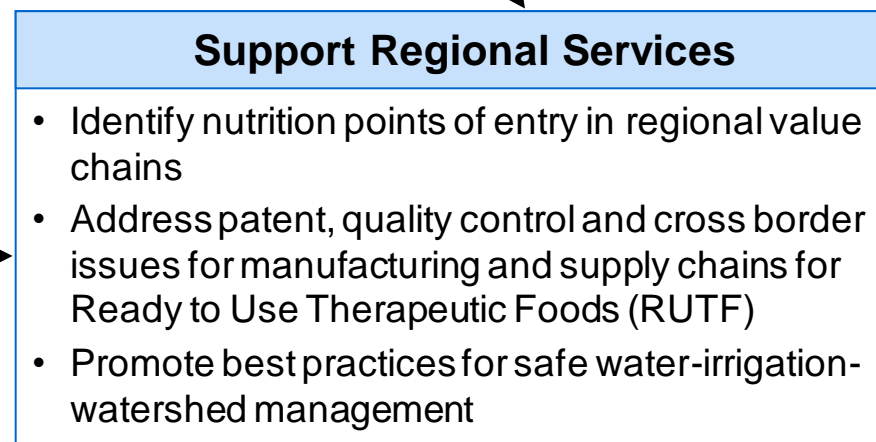 Support Regional Services
• Identify nutrition points of entry in regional value
chains
• Address patent, quality control and cross border
issues for manufacturing and supply chains for
Ready to Use Therapeutic Foods (RUTF)
• Promote best practices for safe water-irrigation-
watershed management